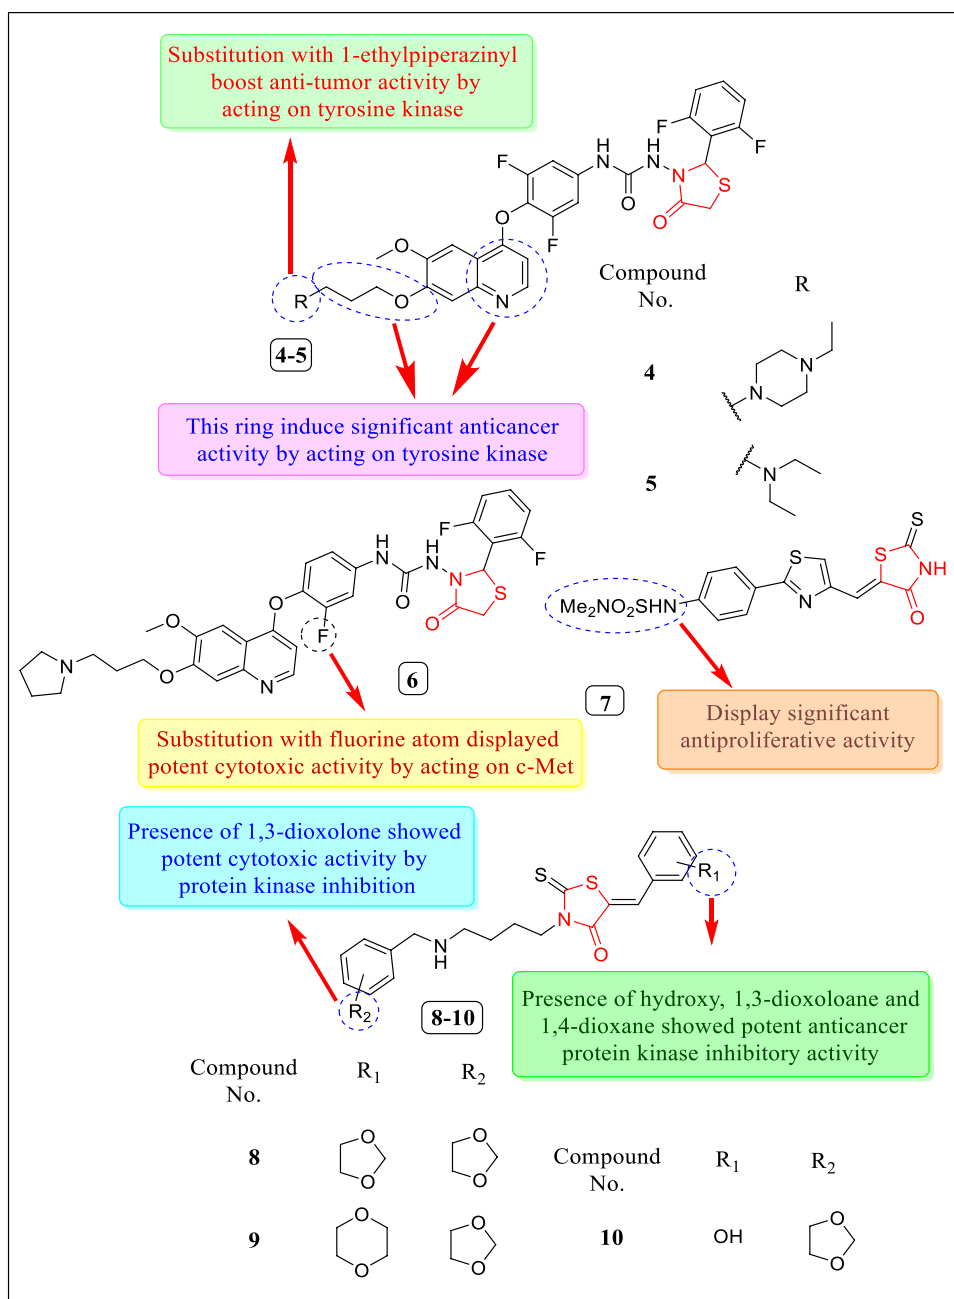 Substitution with 1-ethylpiperazinyl
boost anti-tumor activity by
acting on tyrosine kinase
F
F
H
N
H
N
N
S
F
O
O
O
F
O
R
O
N
4-5
Compound
No.
R
4
N
N
5
N
This ring induce significant anticancer
activity by acting on tyrosine kinase
F
F
H
N
H
N
N
S
O
O
O
F
O
N
O
N
6
S
S
S
NH
N
O
Me2NO2SHN
7
Substitution with fluorine atom displayed
potent cytotoxic activity by acting on c-Met
Display significant
antiproliferative activity
Presence of 1,3-dioxolone showed
potent cytotoxic activity by
protein kinase inhibition
R1
S
S
N
O
N
H
R2
8-10
Presence of hydroxy, 1,3-dioxoloane and
1,4-dioxane showed potent anticancer
protein kinase inhibitory activity
Compound
No.
R1
R2
8
O
O
O
O
9
O
O
O
O
Compound
No.
R1
R2
10
OH
O
O